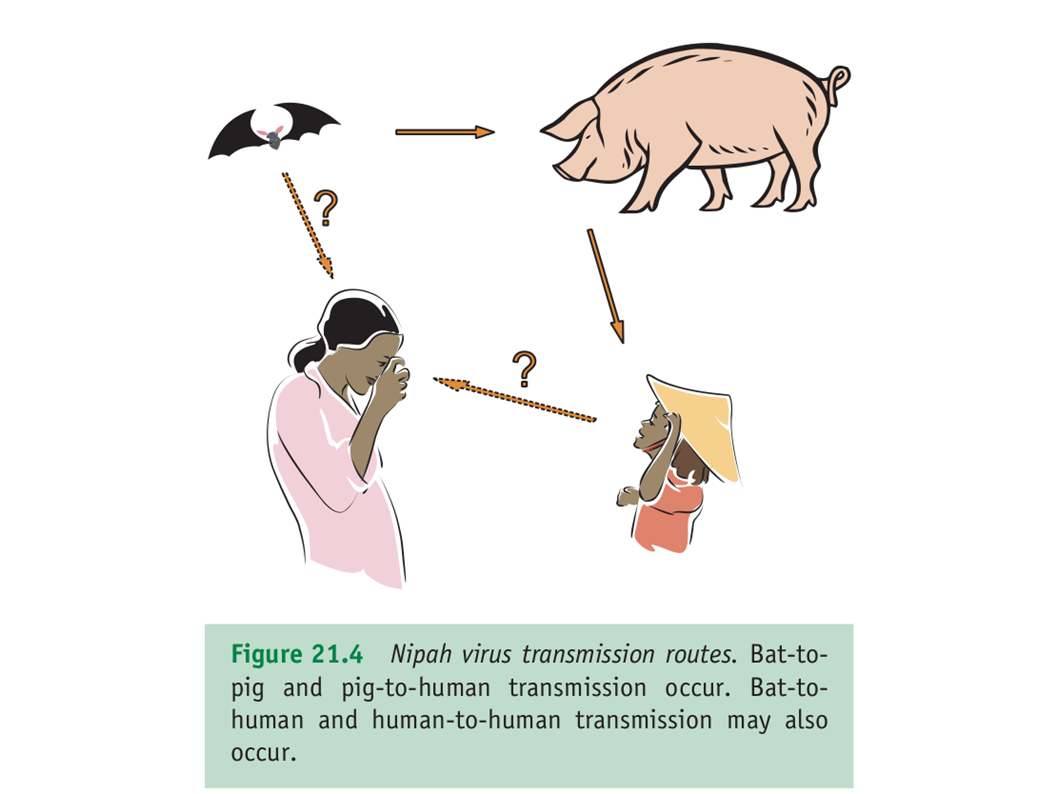 ?
?
Figure 21.4 Nipah virus transmission routes. Bat-to-
pig and pig-to-human transmission occur. Bat-to-
human and human-to-human transmission may also
occur.